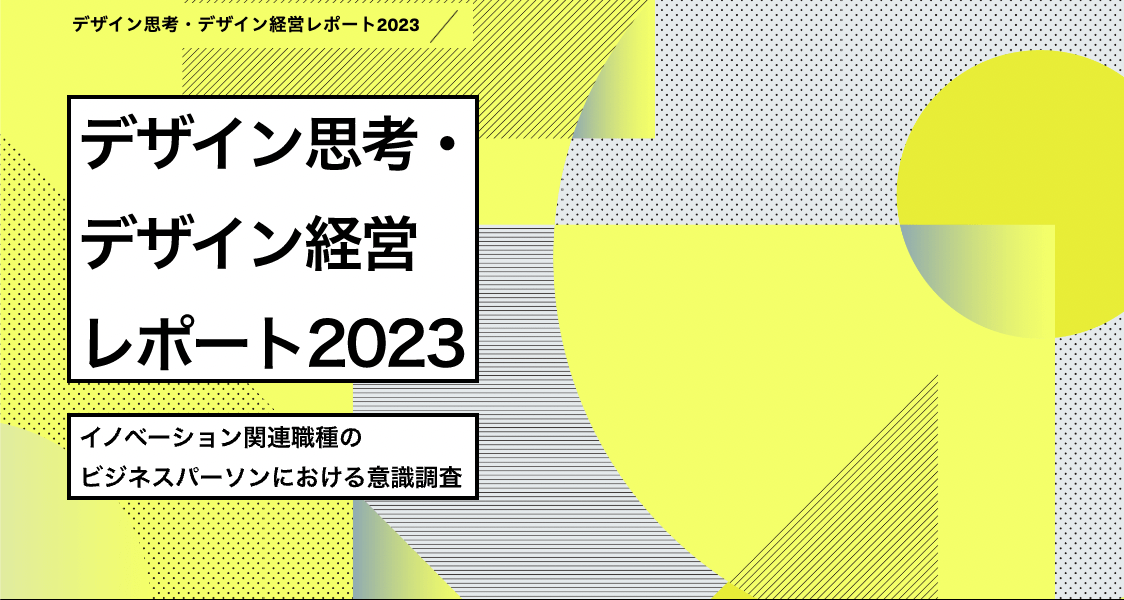 デザイン思考・デザイン経営レポート2023
デザイン思考・
デザイン経営
レポート2023
イノベーション関連職種の
ビジネスパーソンにおける意識調査